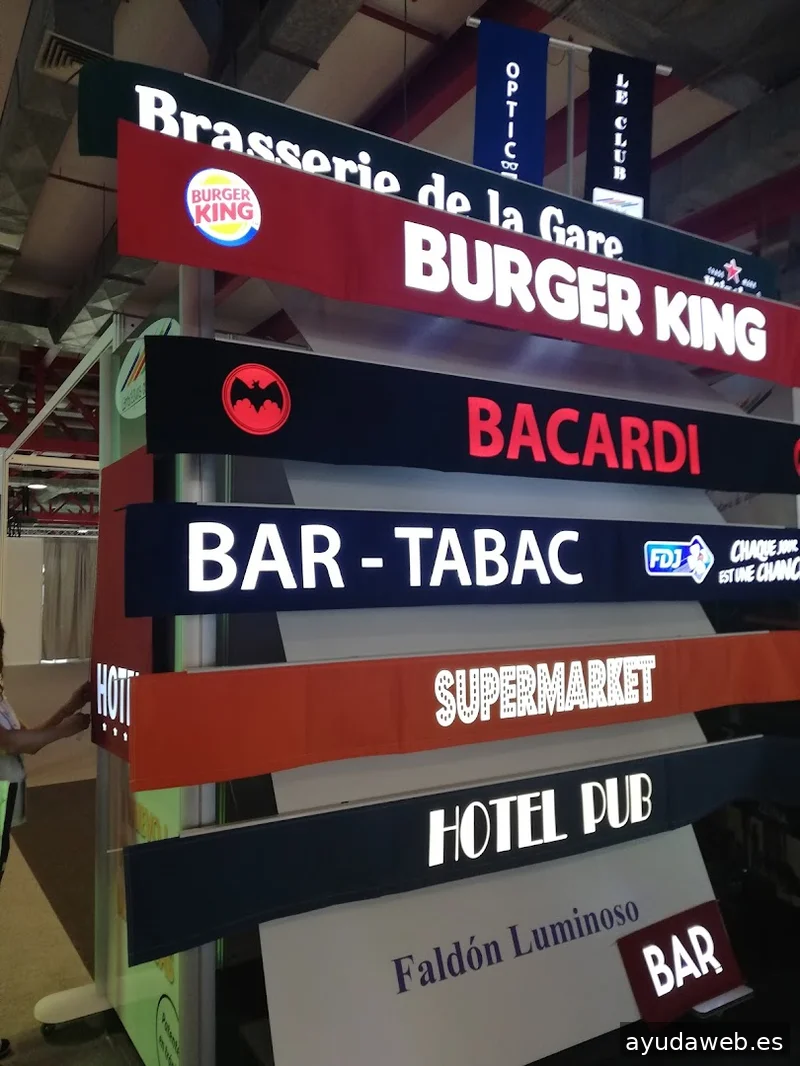 OPTIC
LE CLUB
Brasserie de la Gare
BURGER KING
BURGER KING
BACARDI
BAR - TABAC
FDJ
CHAQUE JOUR
EST UNE CHANCE
HOTEL
SUPERMARKET
HOTEL PUB
Faldón Luminoso
BAR
ayudaweb.es